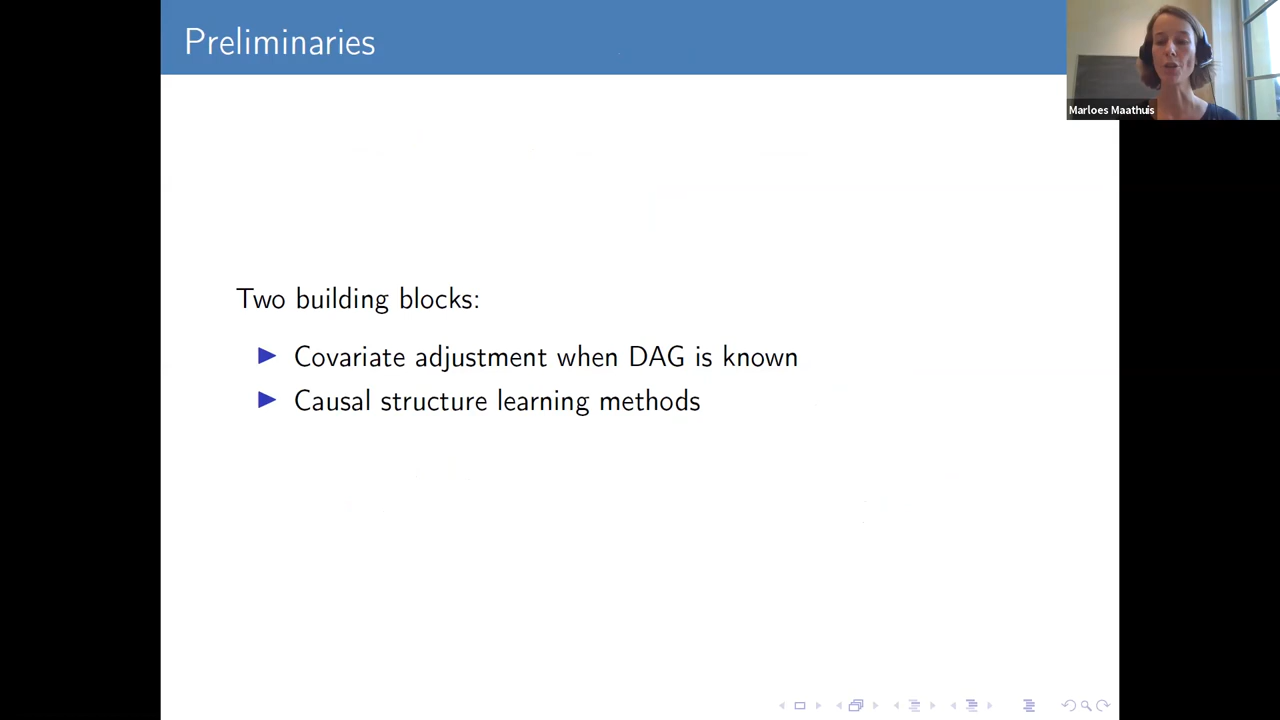 Preliminaries
Marloes Maathuis
Two building blocks:
Covariate adjustment when DAG is known
Causal structure learning methods